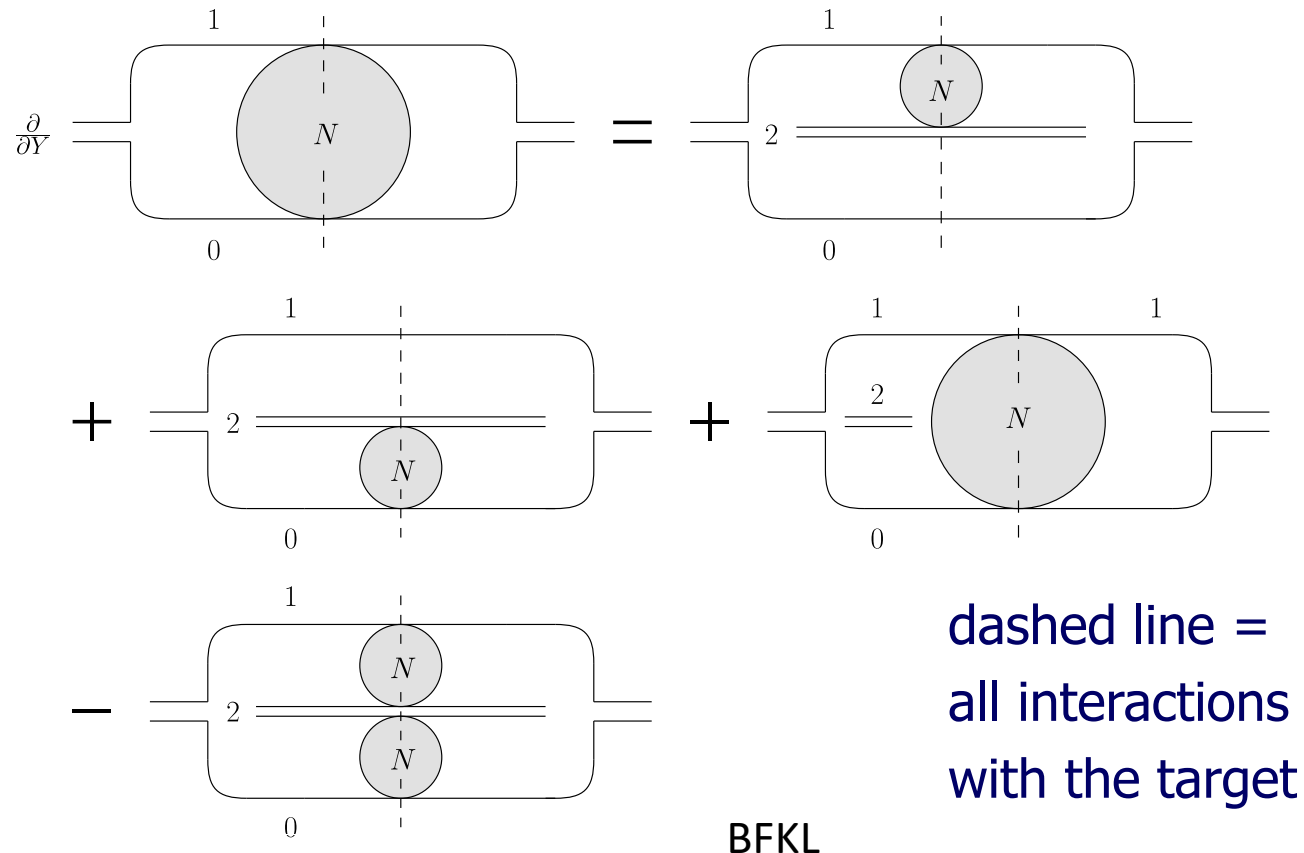 1
∂/∂Y
N
0
=
1
N
2
0
+
1
2
N
0
+
1
1
2
N
0
−
1
N
2
N
0
dashed line =
all interactions
with the target
BFKL